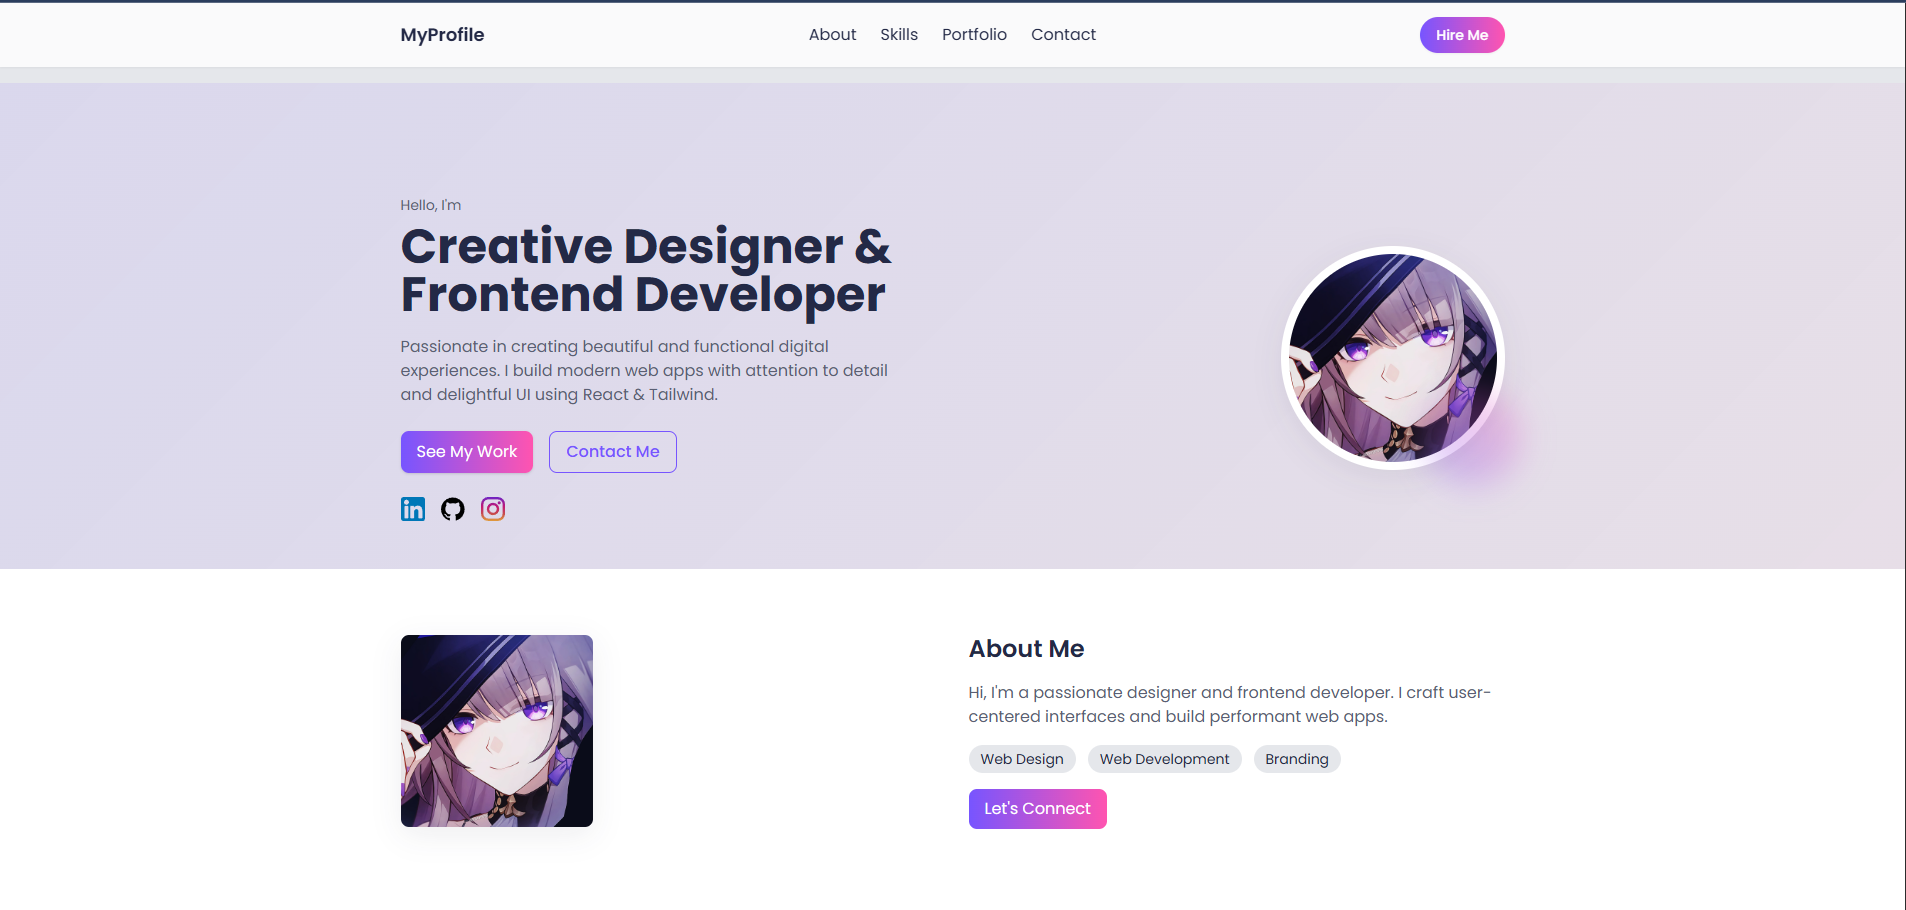 MyProfile
About Skills Portfolio Contact
Hire Me
Hello, I'm
Creative Designer &
Frontend Developer
Passionate in creating beautiful and functional digital
experiences. I build modern web apps with attention to detail
and delightful UI using React & Tailwind.
See My Work
Contact Me
in
About Me
Hi, I'm a passionate designer and frontend developer. I craft user-
centered interfaces and build performant web apps.
Web Design Web Development Branding
Let's Connect